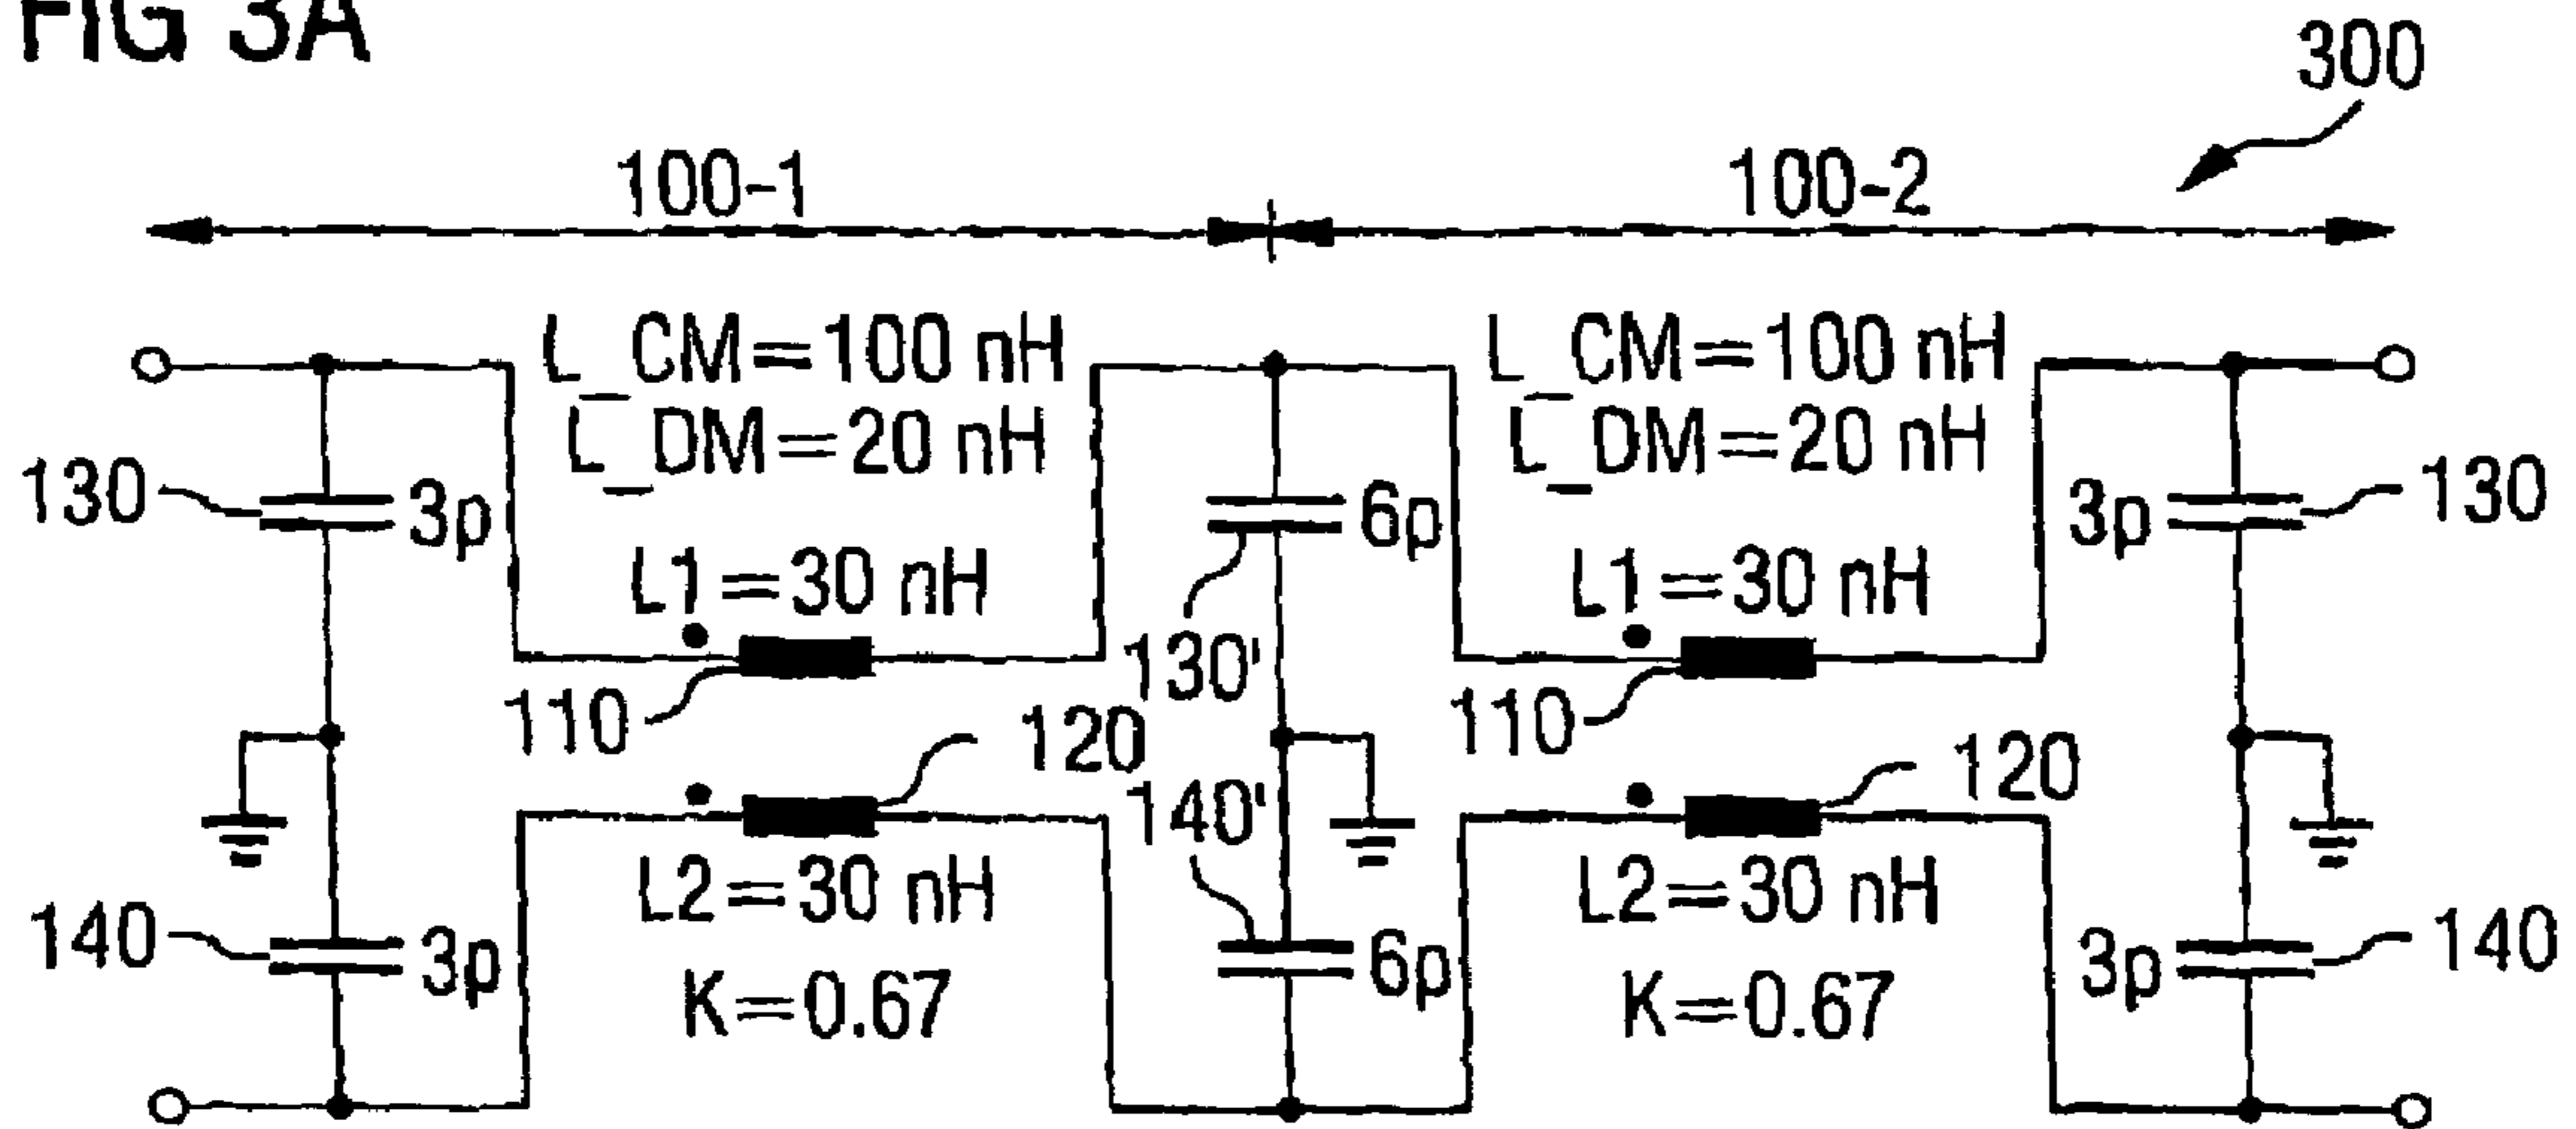 FIG 3A
300
100-1
100-2
L_CM=100 nH
L_DM=20 nH
L_CM=100 nH
L_DM=20 nH
130
3p
6p
3p
130
L1=30 nH
L1=30 nH
130'
110
110
120
120
140'
L2=30 nH
L2=30 nH
140
3p
6p
3p
140
K=0.67
K=0.67